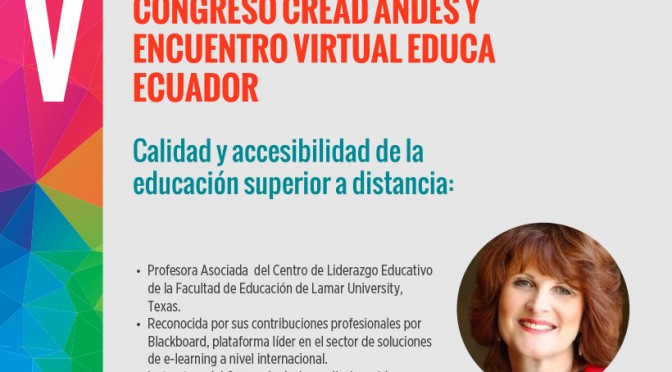 V
CONGRESO CREAD ANDES Y
ENCUENTRO VIRTUAL EDUCA
ECUADOR
Calidad y accesibilidad de la
educación superior a distancia:
• Profesora Asociada del Centro de Liderazgo Educativo
de la Facultad de Educación de Lamar University,
Texas.
• Reconocida por sus contribuciones profesionales por
Blackboard, plataforma líder en el sector de soluciones
de e-learning a nivel internacional.